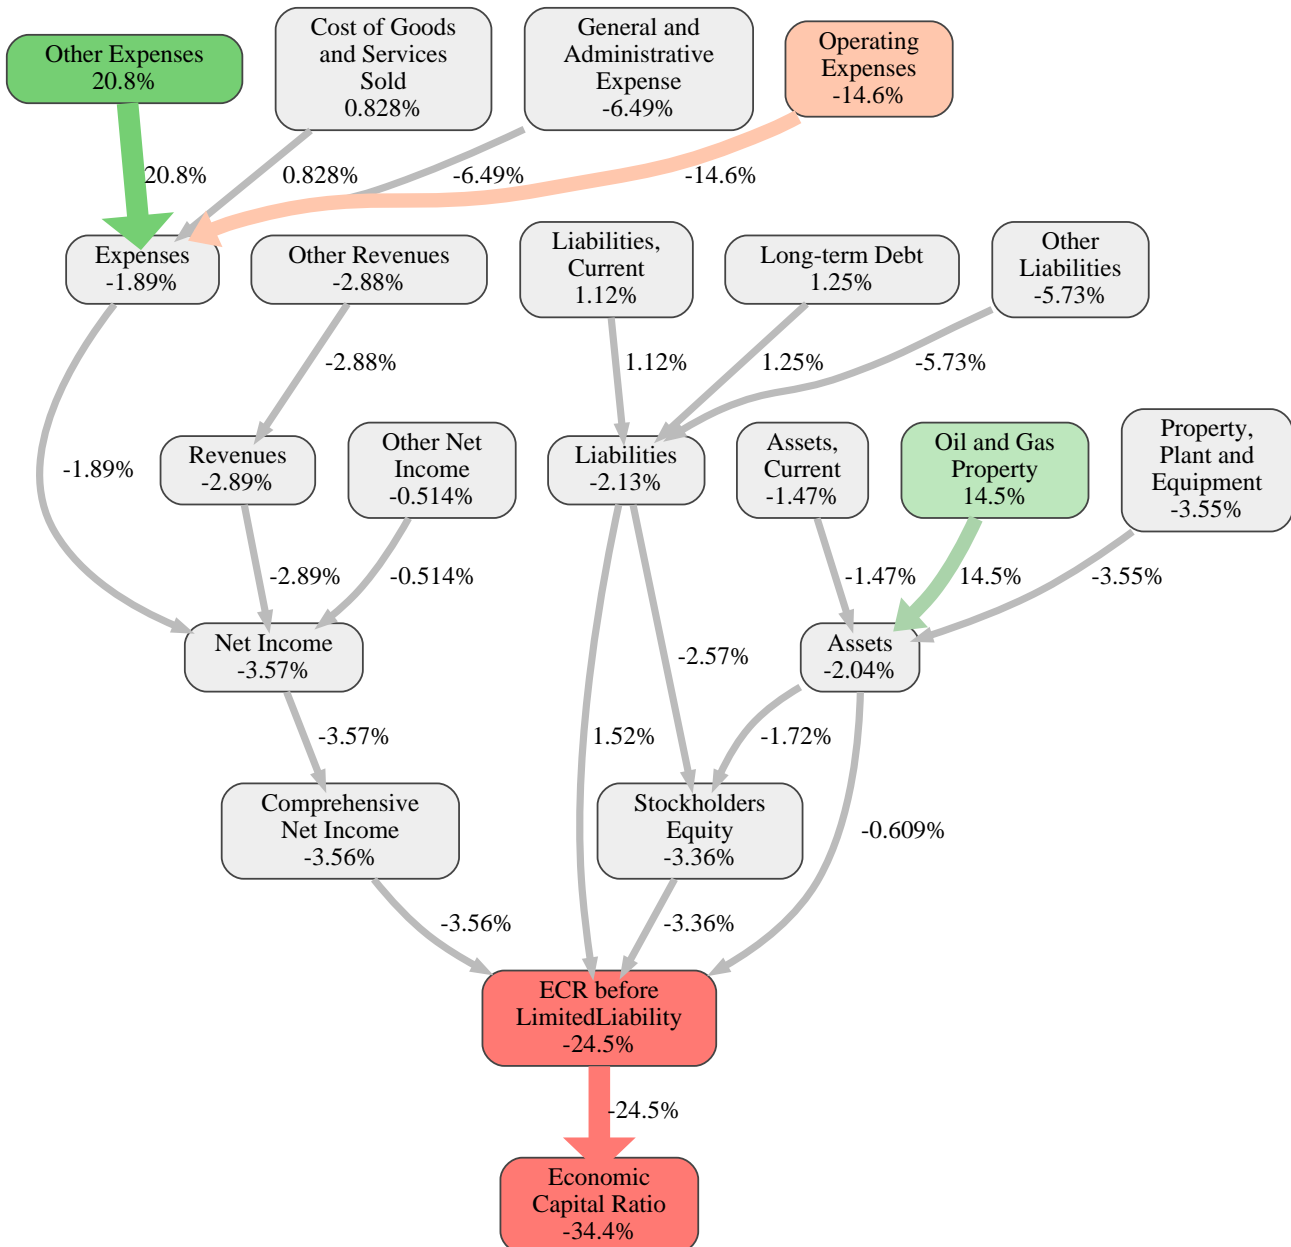 Other Expenses
20.8%
Cost of Goods
and Services
Sold
0.828%
General and
Administrative
Expense
-6.49%
Operating
Expenses
-14.6%
20.8%
0.828%
-6.49%
-14.6%
Expenses
-1.89%
Other Revenues
-2.88%
Liabilities,
Current
1.12%
Long-term Debt
1.25%
Other
Liabilities
-5.73%
-2.88%
1.12%
1.25%
-5.73%
-1.89%
Revenues
-2.89%
Other Net
Income
-0.514%
Liabilities
-2.13%
Assets,
Current
-1.47%
Oil and Gas
Property
14.5%
Property,
Plant and
Equipment
-3.55%
-2.89%
-0.514%
-1.47%
14.5%
-3.55%
Net Income
-3.57%
-2.57%
Assets
-2.04%
-3.57%
1.52%
-1.72%
Comprehensive
Net Income
-3.56%
Stockholders
Equity
-3.36%
-0.609%
-3.56%
-3.36%
ECR before
LimitedLiability
-24.5%
-24.5%
Economic
Capital Ratio
-34.4%